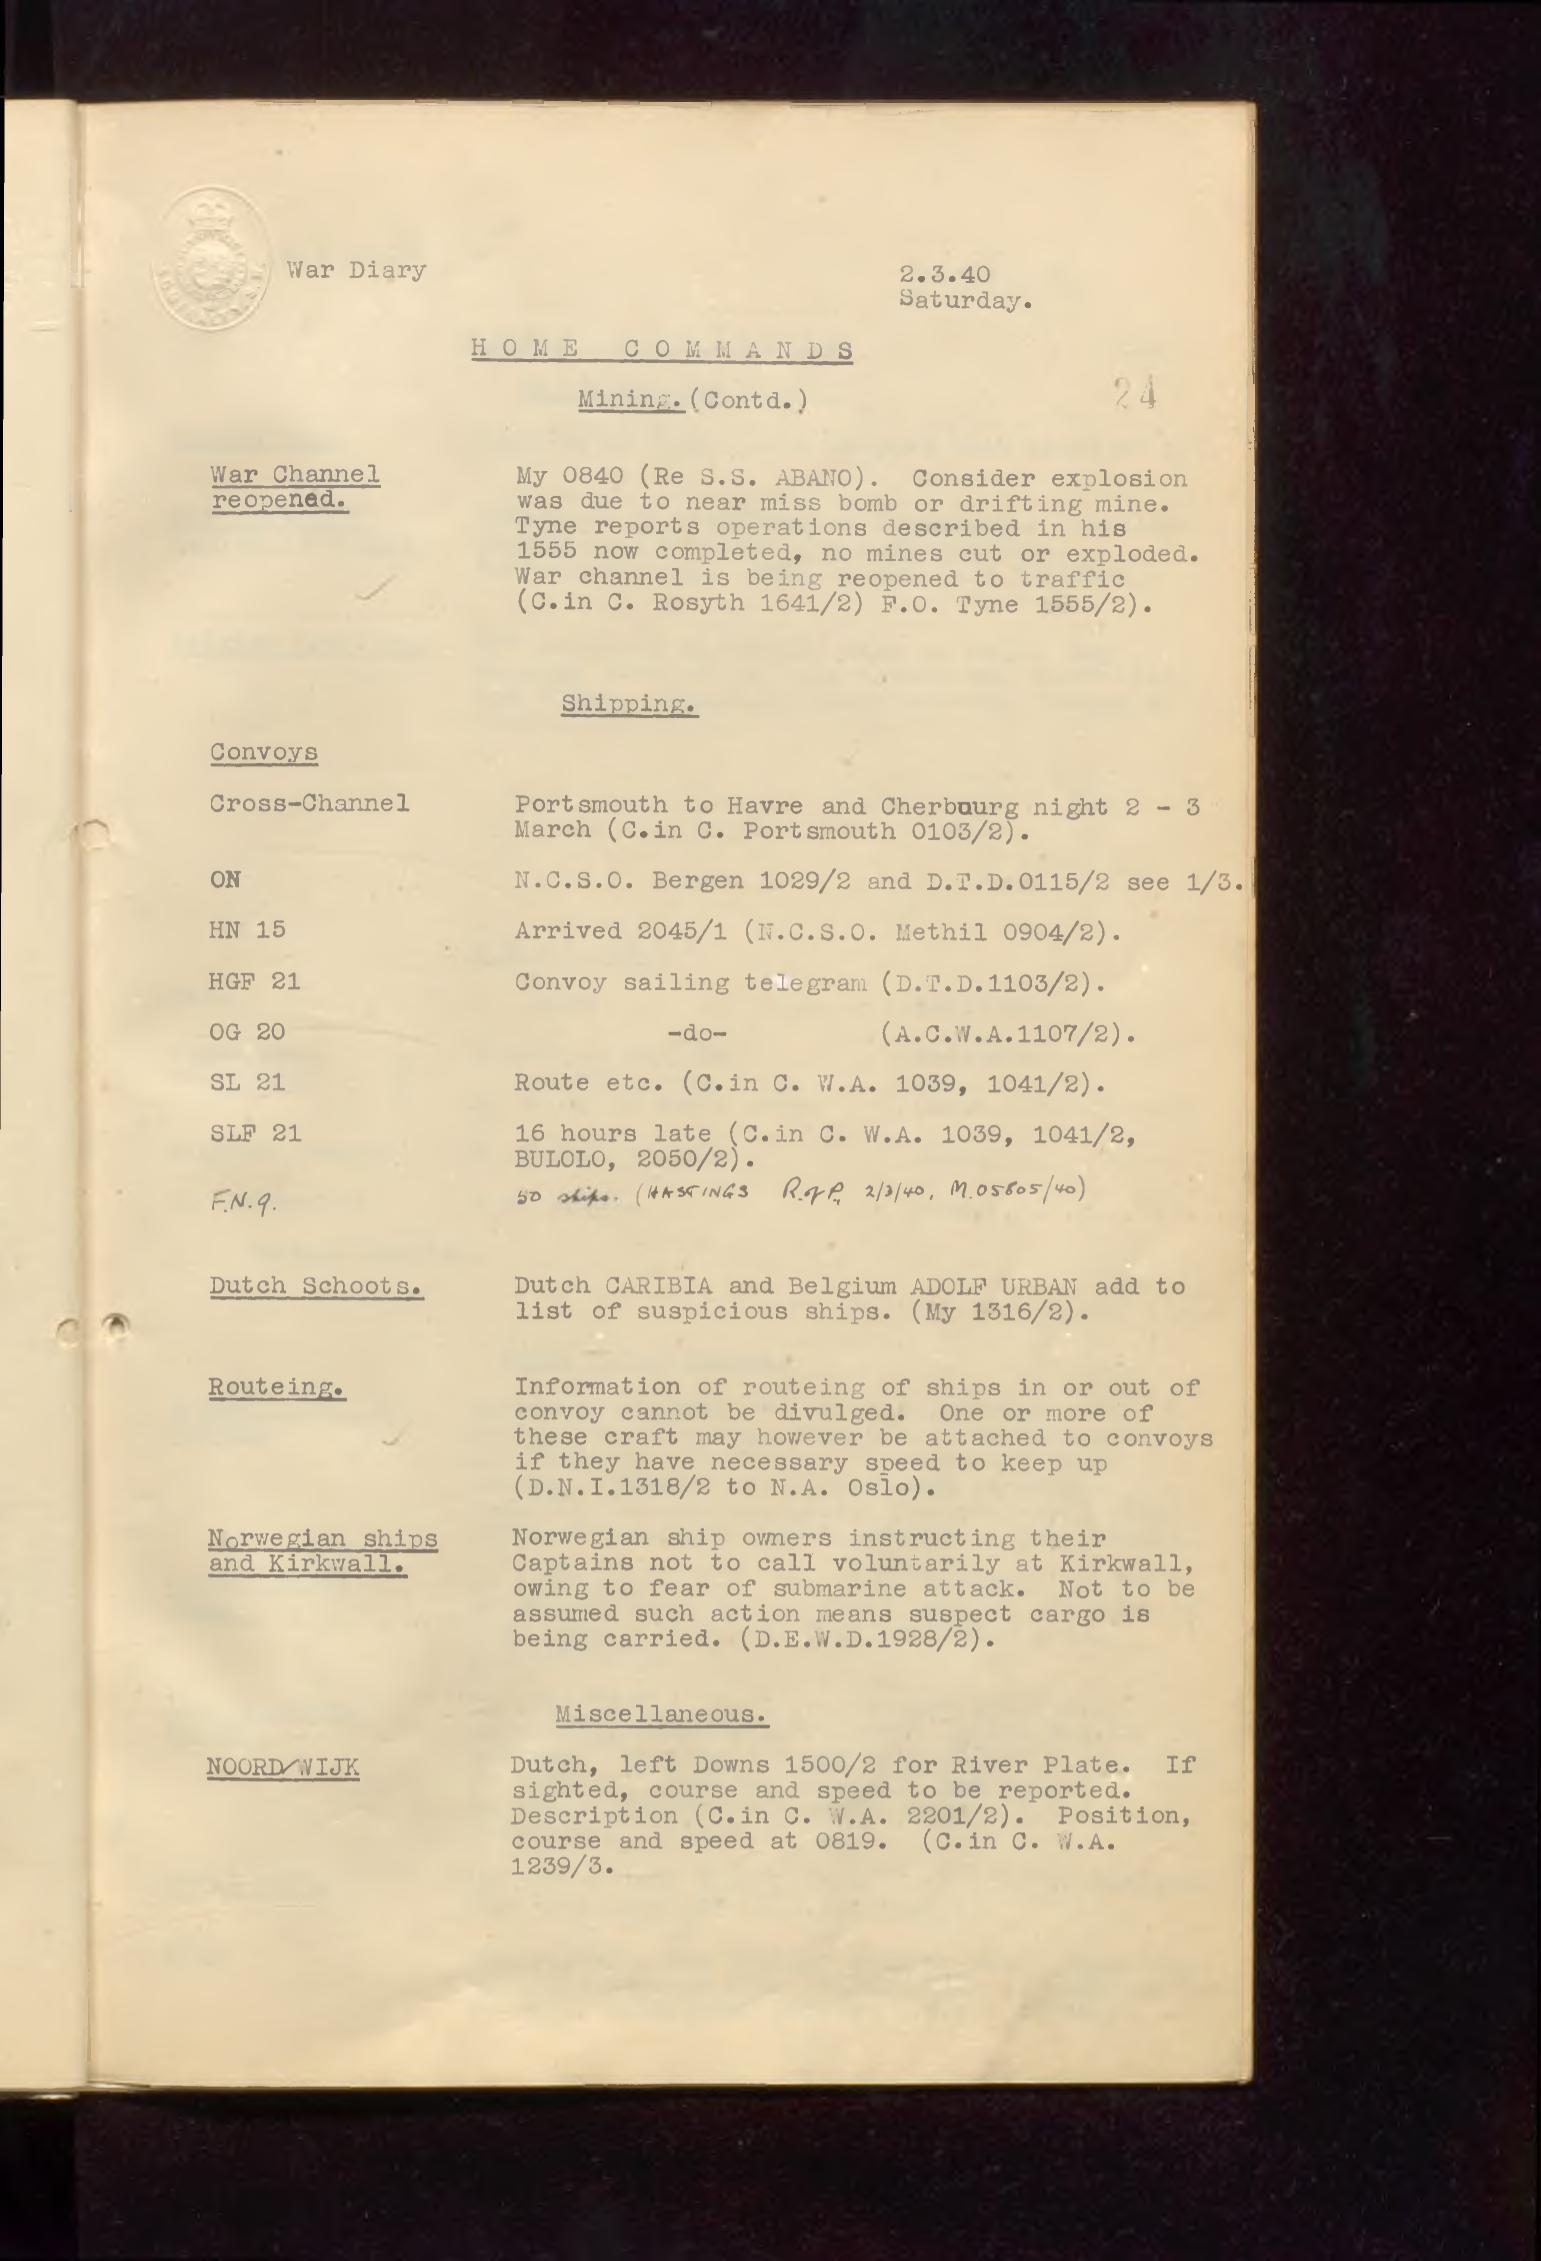 War Diary
2.3.40
Saturday.
HOME COMMANDS
Mining. (Contd.)
24
War Channel
reopened.
My 0840 (Re S.S. ABANO). Consider explosion
was due to near miss bomb or drifting mine.
Tyne reports operations described in his
1555 now completed, no mines cut or exploded.
War channel is being reopened to traffic
(C.in C. Rosyth 1641/2) F.O. Tyne 1555/2).
Shipping.
Convoys
Cross-Channel
Portsmouth to Havre and Cherbourg night 2 - 3
March (C.in C. Portsmouth 0103/2).
ON
N.C.S.O. Bergen 1029/2 and D.T.D.0115/2 see 1/3.
HN 15
Arrived 2045/1 (N.C.S.O. Methil 0904/2).
HGF 21
Convoy sailing telegram (D.T.D.1103/2).
OG 20
-do- (A.C.W.A.1107/2).
SL 21
Route etc. (C.in C. W.A. 1039, 1041/2).
SLF 21
16 hours late (C.in C. W.A. 1039, 1041/2,
BULOLO, 2050/2).
F.N.9.
50 ships. (HASTINGS R.of P. 2/3/40, M.05805/40)
Dutch Schoots.
Dutch CARIBIA and Belgium ADOLF URBAN add to
list of suspicious ships. (My 1316/2).
Routeing.
Information of routeing of ships in or out of
convoy cannot be divulged. One or more of
these craft may however be attached to convoys
if they have necessary speed to keep up
(D.N.I.1318/2 to N.A. Oslo).
Norwegian ships
and Kirkwall.
Norwegian ship owners instructing their
Captains not to call voluntarily at Kirkwall,
owing to fear of submarine attack. Not to be
assumed such action means suspect cargo is
being carried. (D.E.W.D.1928/2).
Miscellaneous.
NOORD/WIJK
Dutch, left Downs 1500/2 for River Plate. If
sighted, course and speed to be reported.
Description (C.in C. W.A. 2201/2). Position,
course and speed at 0819. (C.in C. W.A.
1239/3.